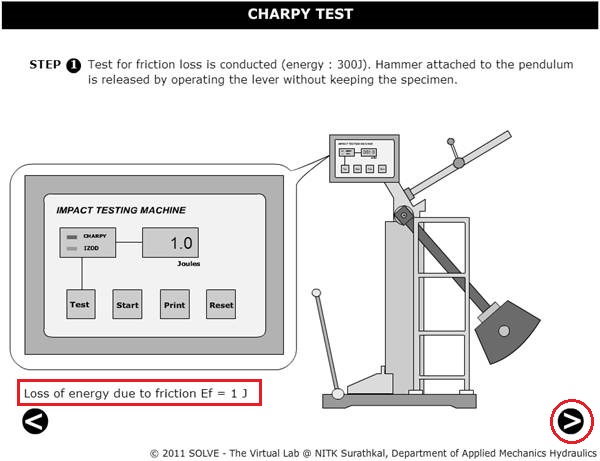 CHARPY TEST
STEP 1 Test for friction loss is conducted (energy : 300J). Hammer attached to the pendulum
is released by operating the lever without keeping the specimen.
IMPACT TESTING MACHINE
IMPACT TESTING MACHINE
CHARPY
IZOD
1.0
Joules
Test Start Print Reset
Loss of energy due to friction Ef = 1 J
© 2011 SOLVE - The Virtual Lab @ NITK Surathkal, Department of Applied Mechanics Hydraulics